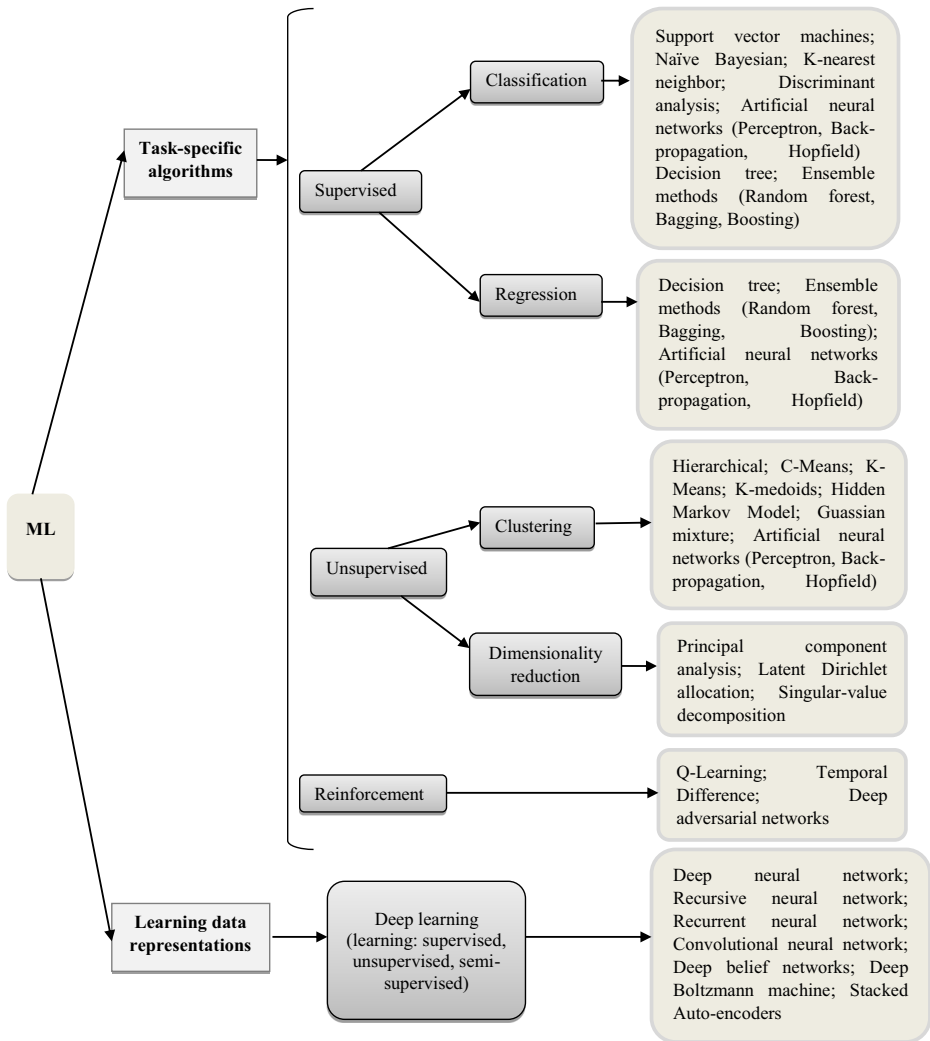 ML
Task-specific
algorithms
Supervised
Classification
Support vector machines;
Naïve Bayesian; K-nearest
neighbor; Discriminant
analysis; Artificial neural
networks (Perceptron, Back-
propagation, Hopfield)
Decision tree; Ensemble
methods (Random forest,
Bagging, Boosting)
Regression
Decision tree; Ensemble
methods (Random forest,
Bagging, Boosting);
Artificial neural networks
(Perceptron, Back-
propagation, Hopfield)
Unsupervised
Clustering
Hierarchical; C-Means; K-
Means; K-medoids; Hidden
Markov Model; Guassian
mixture; Artificial neural
networks (Perceptron, Back-
propagation, Hopfield)
Dimensionality
reduction
Principal component
analysis; Latent Dirichlet
allocation; Singular-value
decomposition
Reinforcement
Q-Learning; Temporal
Difference; Deep
adversarial networks
Learning data
representations
Deep learning
(learning: supervised,
unsupervised, semi-
supervised)
Deep neural network;
Recursive neural network;
Recurrent neural network;
Convolutional neural network;
Deep belief networks; Deep
Boltzmann machine; Stacked
Auto-encoders